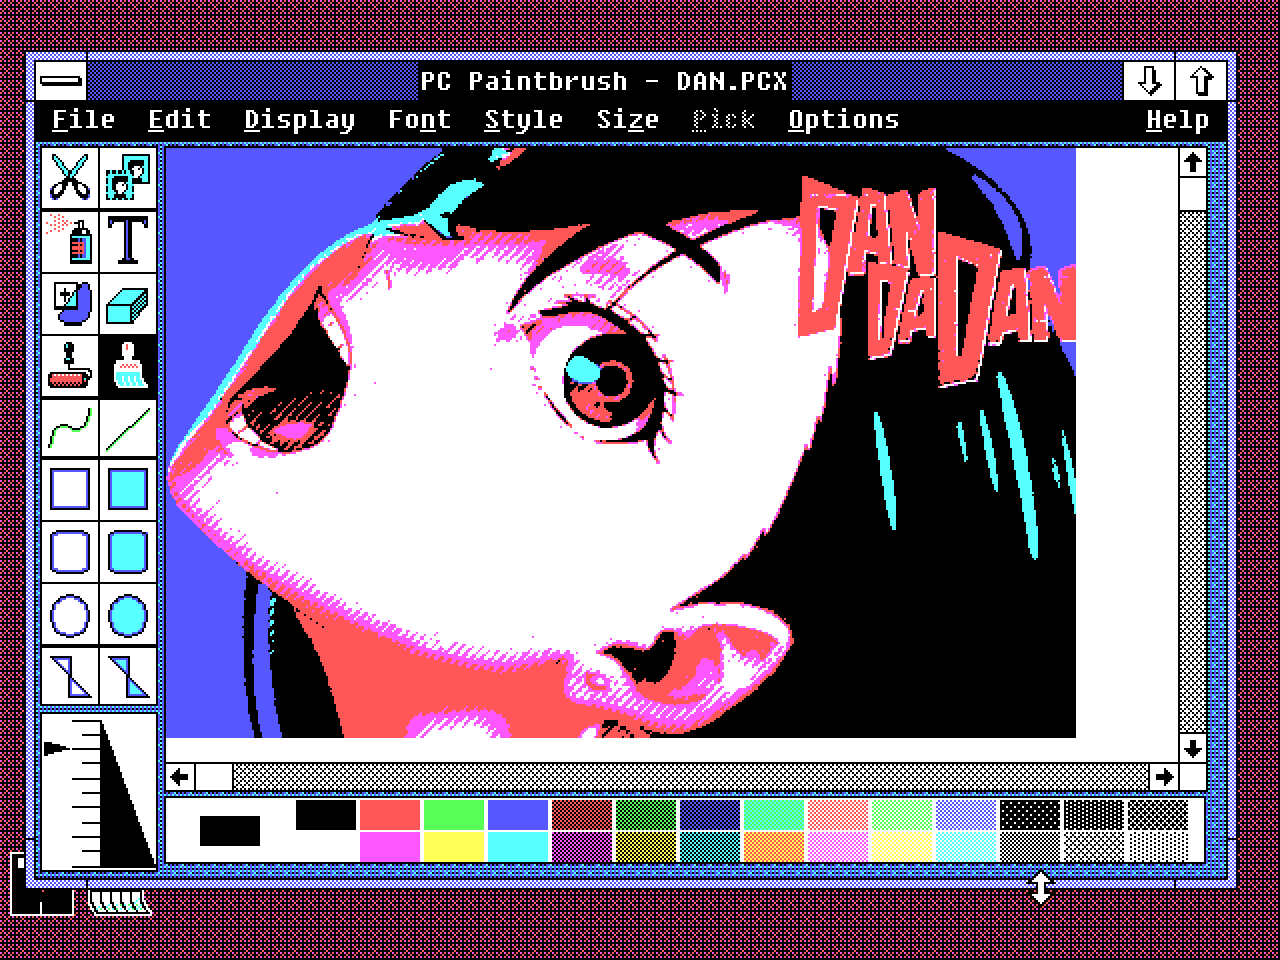 PC Paintbrush - DAN.PCX
File Edit Display Font Style Size Pick Options Help
T
DAN
DADAN